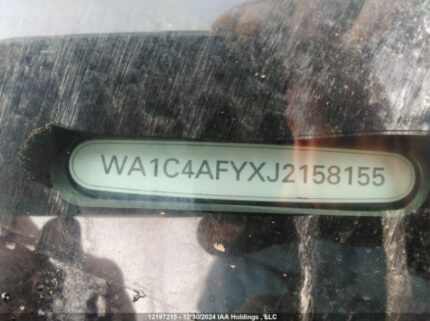 WA1C4AFYXJ2158155
12197215 - 12/30/2024 IAA Holdings , LLC